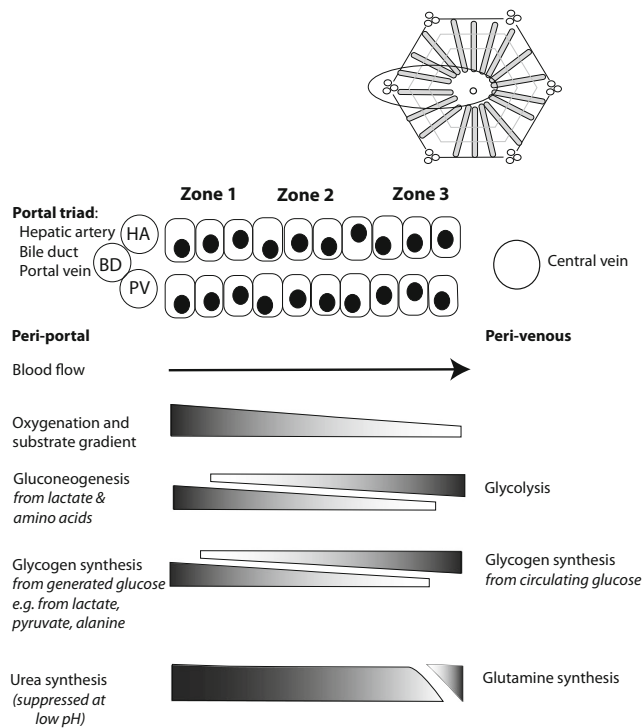 Zone 1 Zone 2 Zone 3
Portal triad:
Hepatic artery
Bile duct
Portal vein
HA
BD
PV
Central vein
Peri-portal
Peri-venous
Blood flow
Oxygenation and
substrate gradient
Gluconeogenesis
from lactate &
amino acids
Glycolysis
Glycogen synthesis
from generated glucose
e.g. from lactate,
pyruvate, alanine
Glycogen synthesis
from circulating glucose
Urea synthesis
(suppressed at
low pH)
Glutamine synthesis